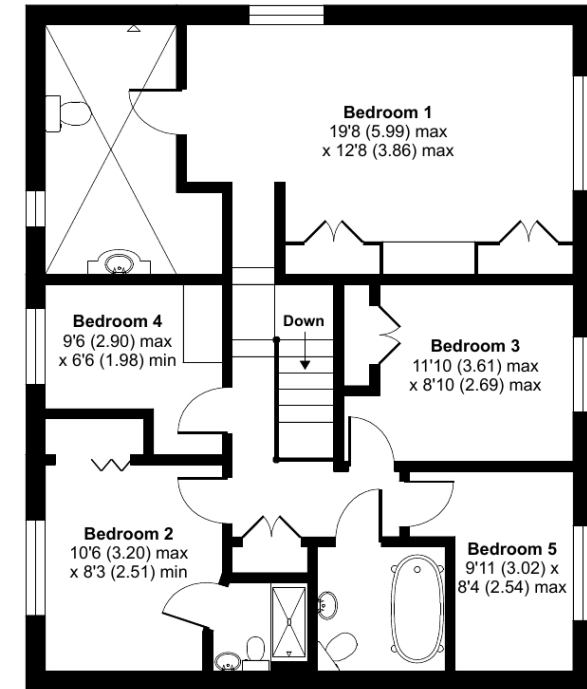 Bedroom 1
19'8 (5.99) max
x 12'8 (3.86) max
Bedroom 4
9'6 (2.90) max
x 6'6 (1.98) min
Down
Bedroom 3
11'10 (3.61) max
x 8'10 (2.69) max
Bedroom 2
10'6 (3.20) max
x 8'3 (2.51) min
Bedroom 5
9'11 (3.02) x
8'4 (2.54) max